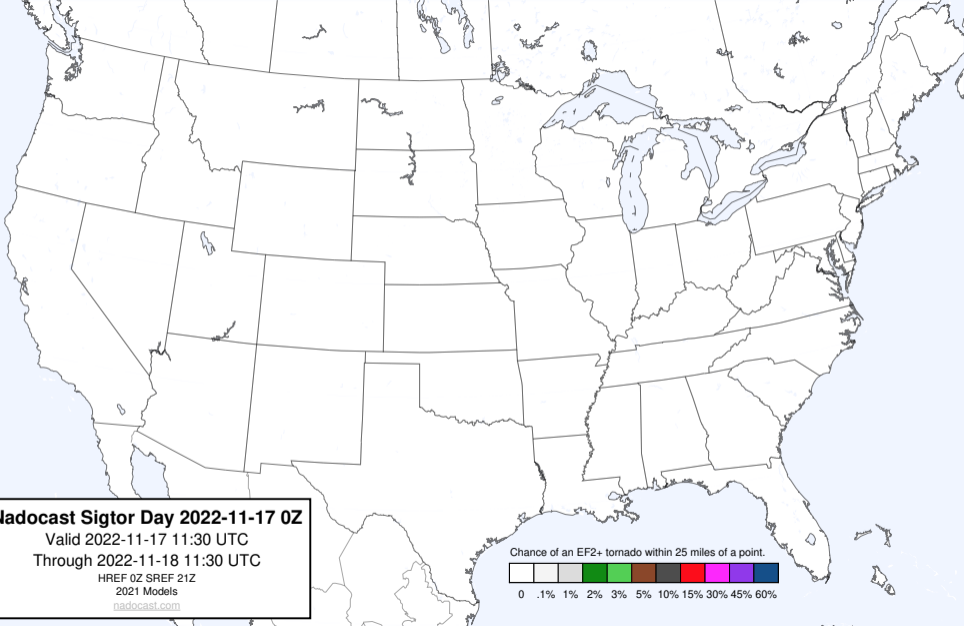 Nadocast Sigtor Day 2022-11-17 0Z
Valid 2022-11-17 11:30 UTC
Through 2022-11-18 11:30 UTC
HREF 0Z SREF 21Z
2021 Models
nadocast.com
Chance of an EF2+ tornado within 25 miles of a point.
0 .1% 1% 2% 3% 5% 10% 15% 30% 45% 60%